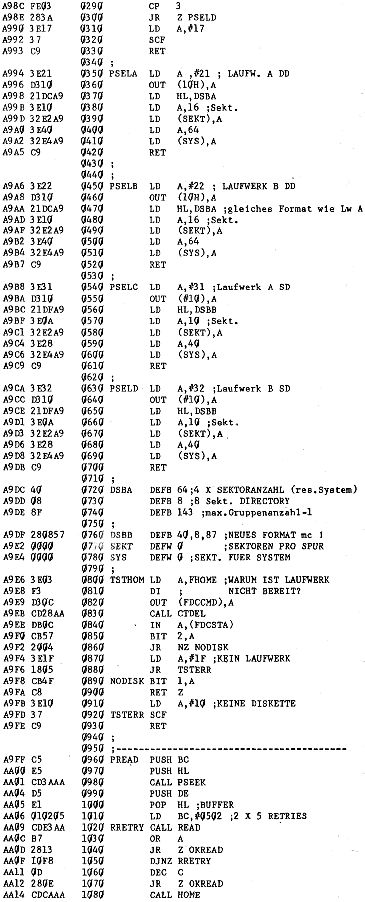 A98C FE03 0290 CP 3
A98E 283A 0300 JR Z PSELD
A990 3E17 0310 LD A,#17
A992 37 0320 SCF
A993 C9 0330 RET
0340 ;
A994 3E21 0350 PSELA LD A ,#21 ; LAUFW. A DD
A996 D310 0360 OUT (10H),A
A998 21DCA9 0370 LD HL,DSBA
A99B 3E10 0380 LD A,16 ;Sekt.
A99D 32E2A9 0390 LD (SEKT),A
A9A0 3E40 0400 LD A,64
A9A2 32E4A9 0410 LD (SYS),A
A9A5 C9 0420 RET
0430 ;
0440 ;
A9A6 3E22 0450 PSELB LD A,#22 ; LAUFWERK B DD
A9A8 D310 0460 OUT (10H),A
A9AA 21DCA9 0470 LD HL,DSBA ;gleiches Format wie Lw A
A9AD 3E10 0480 LD A,16 ;Sekt.
A9AF 32E2A9 0490 LD (SEKT),A
A9B2 3E40 0500 LD A,64
A9B4 32E4A9 0510 LD (SYS),A
A9B7 C9 0520 RET
0530 ;
A9B8 3E31 0540 PSELC LD A,#31 ;Laufwerk A SD
A9BA D310 0550 OUT (#10),A
A9BC 21DFA9 0560 LD HL,DSBB
A9BF 3E0A 0570 LD A,10 ;Sekt.
A9C1 32E2A9 0580 LD (SEKT),A
A9C4 3E28 0590 LD A,40
A9C6 32E4A9 0600 LD (SYS),A
A9C9 C9 0610 RET
0620 ;
A9CA 3E32 0630 PSELD LD A,#32 ;Laufwerk B SD
A9CC D310 0640 OUT (#10),A
A9CE 21DFA9 0650 LD HL,DSBB
A9D1 3E0A 0660 LD A,10 ;Sekt.
A9D3 32E2A9 0670 LD (SEKT),A
A9D6 3E28 0680 LD A,40
A9D8 32E4A9 0690 LD (SYS),A
A9DB C9 0700 RET
0710 ;
A9DC 40 0720 DSBA DEFB 64;4 X SEKTORANZAHL (res.System)
A9DD 08 0730 DEFB 8 ;8 Sekt. DIRECTORY
A9DE 8F 0740 DEFB 143 ;max.Gruppenanzahl-1
0750 ;
A9DF 280857 0760 DSBB DEFB 40,8,87 ;NEUES FORMAT mc 1
A9E2 0000 0770 SEKT DEFW 0 ;SEKTOREN PRO SPUR
A9E4 0000 0780 SYS DEFW 0 ;SEKT. FUER SYSTEM
0790 ;
A9E6 3E03 0800 TSTHOM LD A,FHOME ;WARUM IST LAUFWERK
A9E8 F3 0810 DI ; NICHT BEREIT?
A9E9 D30C 0820 OUT (FDCCMD),A
A9EB CD28AA 0830 CALL CTDEL
A9EE DB0C 0840 IN A,(FDCSTA)
A9F0 CB57 0850 BIT 2,A
A9F2 2004 0860 JR NZ NODISK
A9F4 3E1F 0870 LD A,#1F ;KEIN LAUFWERK
A9F6 1805 0880 JR TSTERR
A9F8 CB4F 0890 NODISK BIT 1,A
A9FA C8 0900 RET Z
A9FB 3E10 0910 LD A,#10 ;KEINE DISKETTE
A9FD 37 0920 TSTERR SCF
A9FE C9 0930 RET
0940 ;
0950 ;----------------------------------------
A9FF C5 0960 PREAD PUSH BC
AA00 E5 0970 PUSH HL
AA01 CD3AAA 0980 CALL PSEEK
AA04 D5 0990 PUSH DE
AA05 E1 1000 POP HL ;BUFFER
AA06 010205 1010 LD BC,#0502 ;2 X 5 RETRIES
AA09 CDE3AA 1020 RRETRY CALL READ
AA0C B7 1030 OR A
AA0D 2813 1040 JR Z OKREAD
AA0F 10F8 1050 DJNZ RRETRY
AA11 0D 1060 DEC C
AA12 280E 1070 JR Z OKREAD
AA14 CDCAAA 1080 CALL HOME